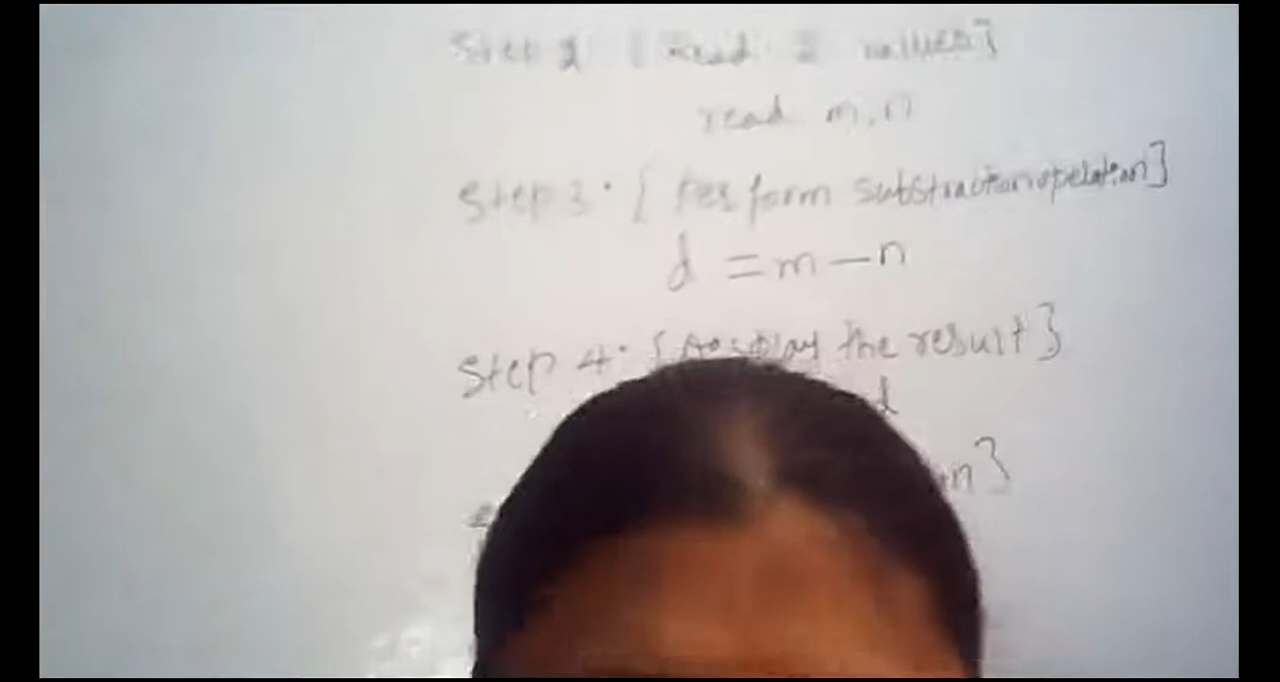 Step 2 [Read 2 values]
read m,n
Step 3: [Perform Substraction operation]
d = m - n
Step 4: [Display the result]
d